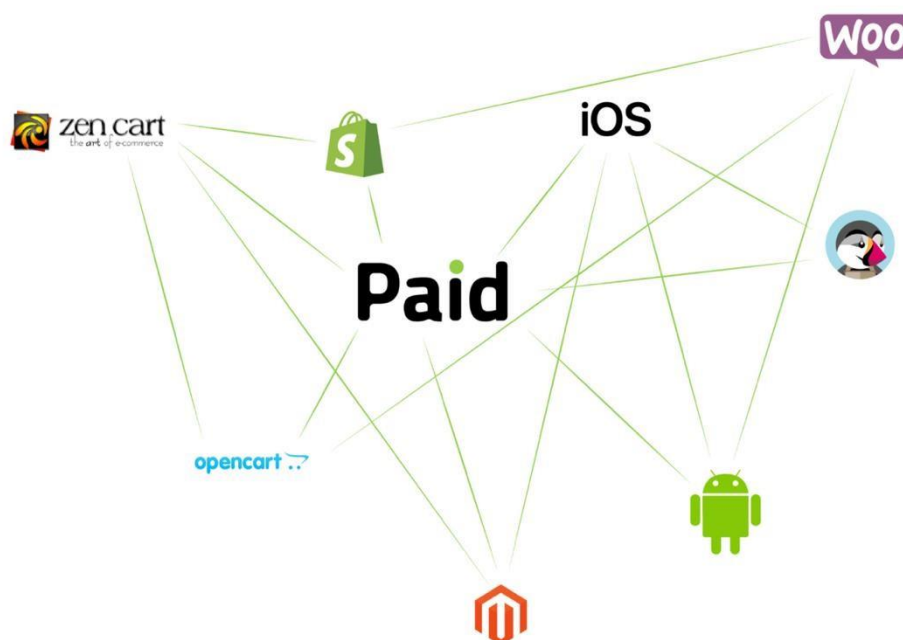 WOO
zen cart
the art of e-commerce
S
iOS
Paid
opencart